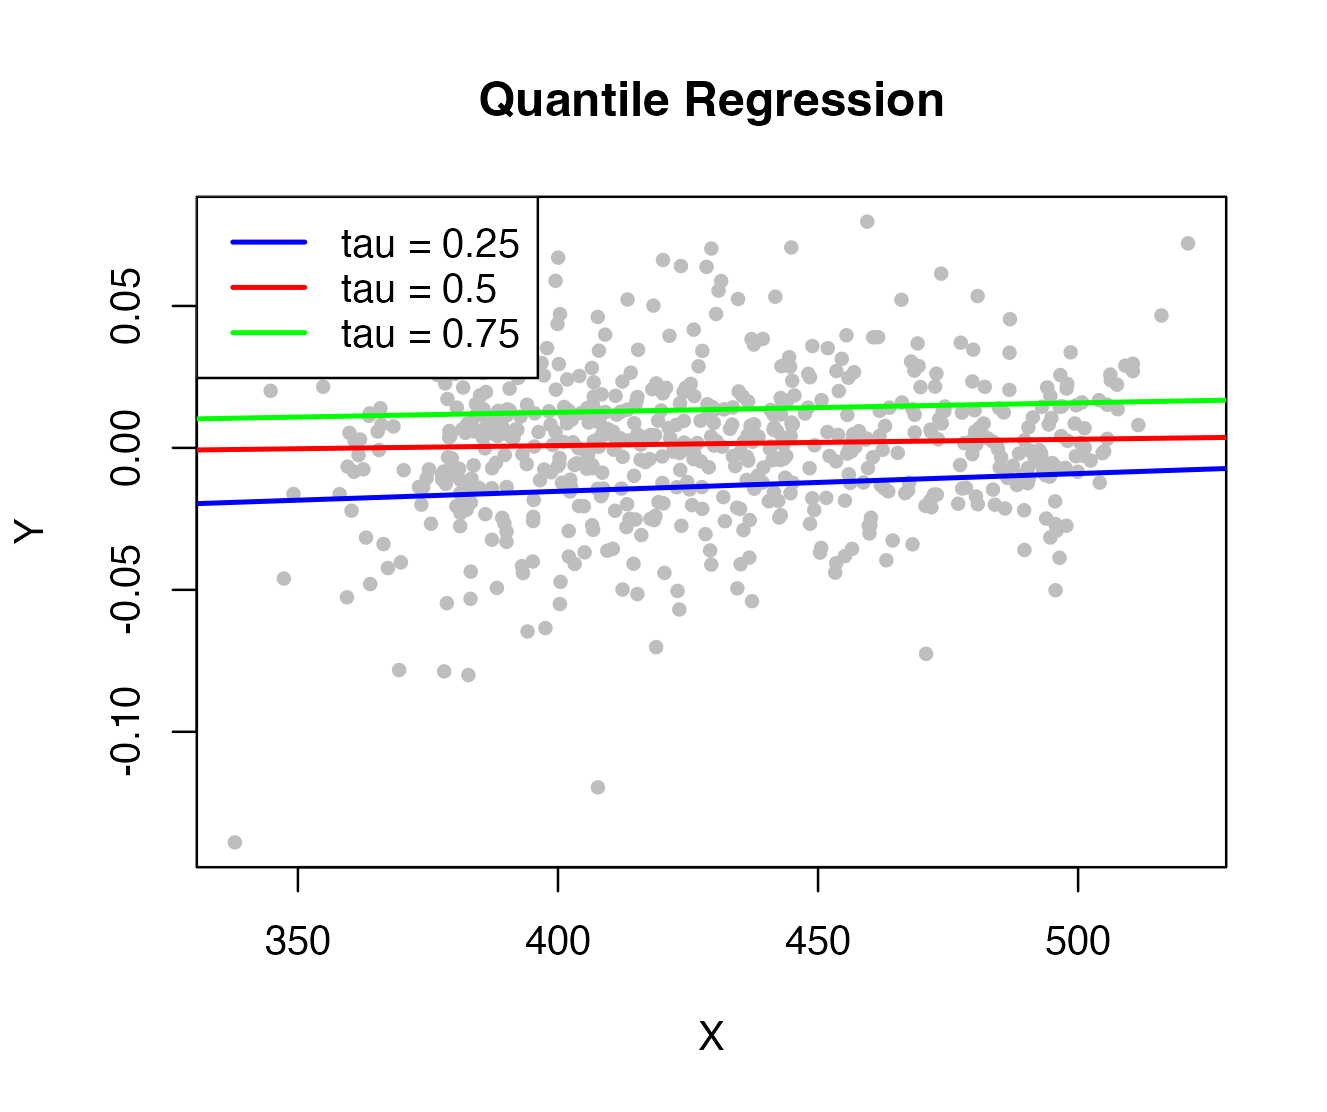 Quantile Regression
tau = 0.25
tau = 0.5
tau = 0.75
0.05
0.00
-0.05
-0.10
Y
350 400 450 500
X